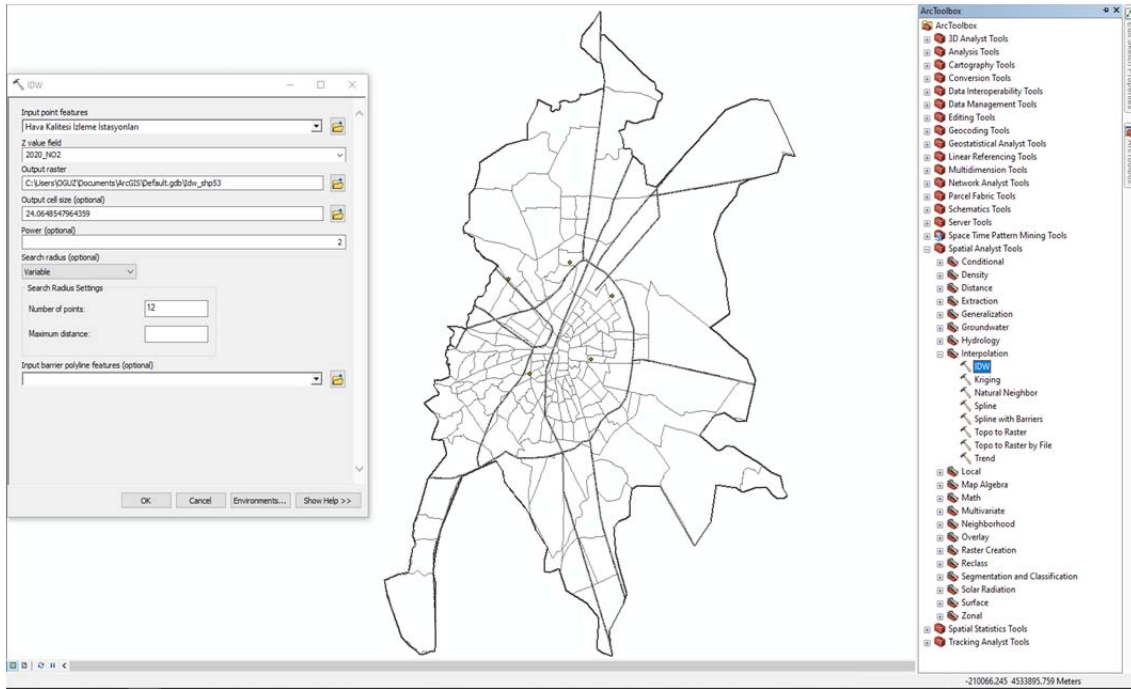 IDW
Input point features
Hava Kalitesi İzleme İstasyonları
Z value field
2020_NO2
Output raster
C:\Users\OGUZ\Documents\ArcGIS\Default.gdb\Idw_shp53
Output cell size (optional)
24.0648547964359
Power (optional)
2
Search radius (optional)
Variable
Search Radius Settings
Number of points:
12
Maximum distance:
Input barrier polyline features (optional)
OK
Cancel
Environments...
Show Help >>
ArcToolbox
ArcToolbox
3D Analyst Tools
Analysis Tools
Cartography Tools
Conversion Tools
Data Interoperability Tools
Data Management Tools
Editing Tools
Geocoding Tools
Geostatistical Analyst Tools
Linear Referencing Tools
Multidimension Tools
Network Analyst Tools
Parcel Fabric Tools
Schematics Tools
Server Tools
Space Time Pattern Mining Tools
Spatial Analyst Tools
Conditional
Density
Distance
Extraction
Generalization
Groundwater
Hydrology
Interpolation
IDW
Kriging
Natural Neighbor
Spline
Spline with Barriers
Topo to Raster
Topo to Raster by File
Trend
Local
Map Algebra
Math
Multivariate
Neighborhood
Overlay
Raster Creation
Reclass
Segmentation and Classification
Solar Radiation
Surface
Zonal
Spatial Statistics Tools
Tracking Analyst Tools
-210066.245 4533895.759 Meters